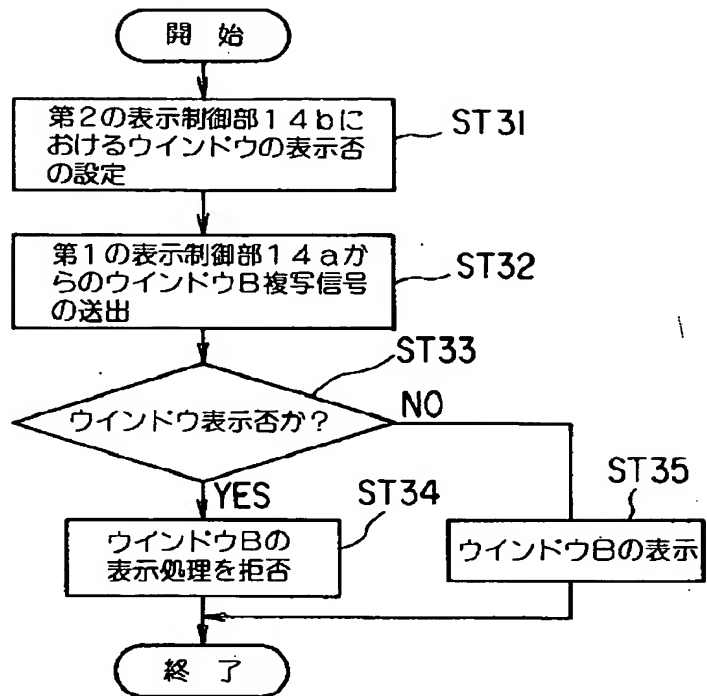 開 始
第2の表示制御部14bに
おけるウインドウの表示否
の設定
ST31
第1の表示制御部14aか
らのウインドウB複写信号
の送出
ST32
ST33
ウインドウ表示否か?
NO
YES
ST34
ST35
ウインドウBの
表示処理を拒否
ウインドウBの表示
終 了